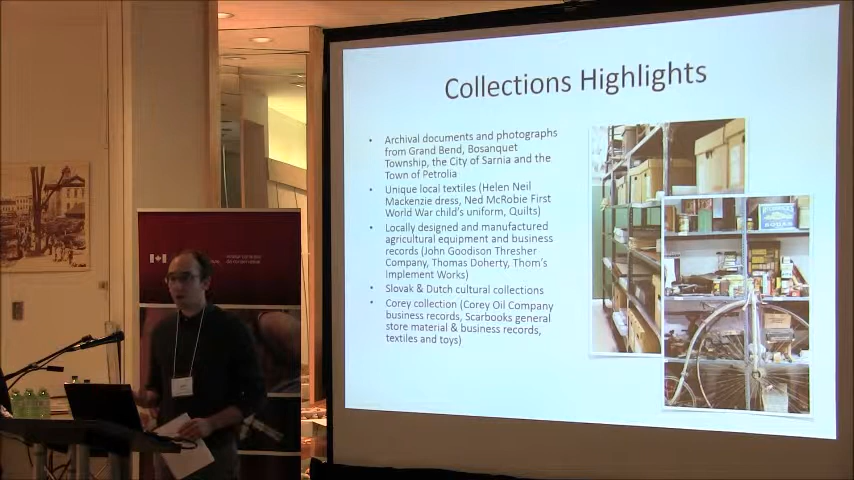 Collections Highlights
• Archival documents and photographs
from Grand Bend, Bosanquet
Township, the City of Sarnia and the
Town of Petrolia
• Unique local textiles (Helen Neil
Mackenzie dress, Ned McRobie First
World War child's uniform, Quilts)
• Locally designed and manufactured
agricultural equipment and business
records (John Goodison Thresher
Company, Thomas Doherty, Thom's
Implement Works)
• Slovak & Dutch cultural collections
• Corey collection (Corey Oil Company
business records, Scarbooks general
store material & business records,
textiles and toys)